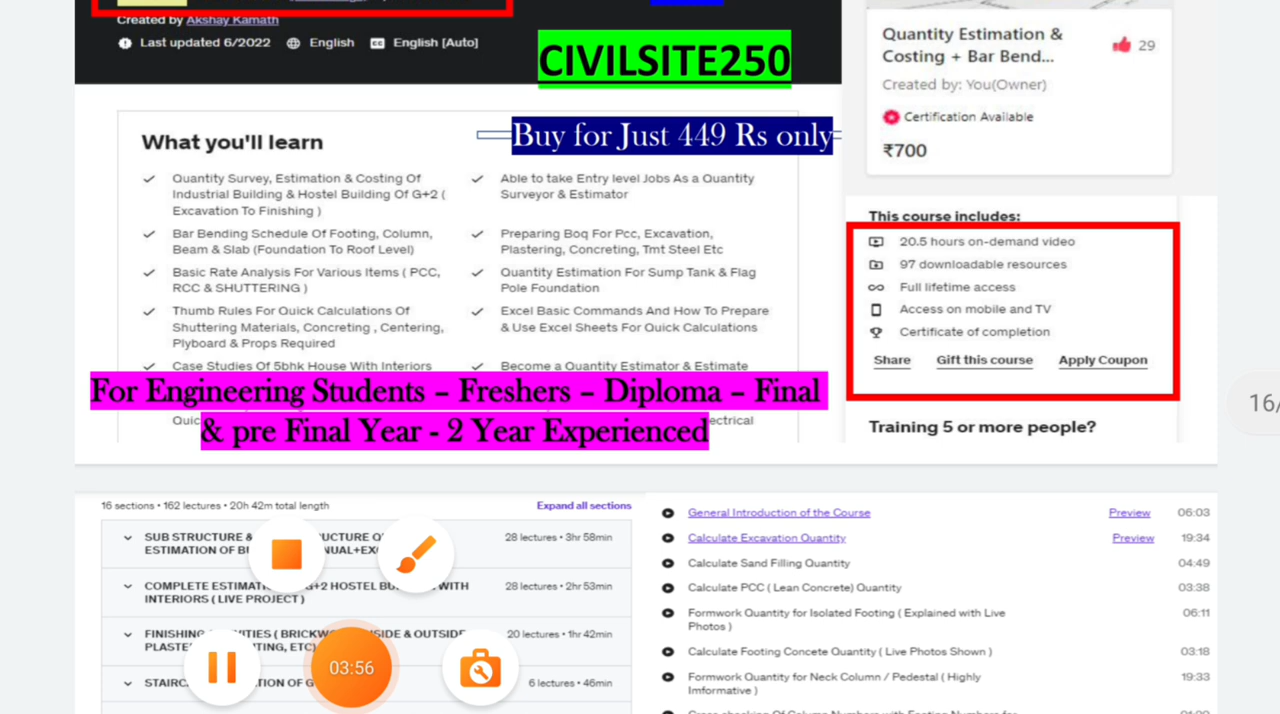 Created by Akshay Kamath
Last updated 6/2022 English English [Auto]
CIVILSITE250
What you'll learn
Buy for Just 449 Rs only
Quantity Survey, Estimation & Costing Of
Industrial Building & Hostel Building Of G+2 (
Excavation To Finishing )
Able to take Entry level Jobs As a Quantity
Surveyor & Estimator
Bar Bending Schedule Of Footing, Column,
Beam & Slab (Foundation To Roof Level)
Preparing Boq For Pcc, Excavation,
Plastering, Concreting, Tmt Steel Etc
Basic Rate Analysis For Various Items ( PCC,
RCC & SHUTTERING )
Quantity Estimation For Sump Tank & Flag
Pole Foundation
Thumb Rules For Quick Calculations Of
Shuttering Materials, Concreting , Centering,
Plyboard & Props Required
Excel Basic Commands And How To Prepare
& Use Excel Sheets For Quick Calculations
Case Studies Of 5bhk House With Interiors
Become a Quantity Estimator & Estimate
For Engineering Students – Freshers – Diploma – Final
& pre Final Year - 2 Year Experienced
Quantity Estimation &
Costing + Bar Bend...
29
Created by: You(Owner)
Certification Available
₹700
This course includes:
20.5 hours on-demand video
97 downloadable resources
Full lifetime access
Access on mobile and TV
Certificate of completion
Share Gift this course Apply Coupon
Training 5 or more people?
16/
16 sections • 162 lectures • 20h 42m total length Expand all sections
SUB STRUCTURE & 28 lectures • 3hr 58min
ESTIMATION OF
COMPLETE WITH 28 lectures • 2hr 53min
INTERIORS ( LIVE PROJECT )
FINISHING & OUTSIDE 20 lectures • 1hr 42min
ETC)
6 lectures • 46min
03:56
General Introduction of the Course Preview 06:03
Calculate Excavation Quantity Preview 19:34
Calculate Sand Filling Quantity 04:49
Calculate PCC ( Lean Concrete) Quantity 03:38
Formwork Quantity for Isolated Footing ( Explained with Live 06:11
Photos )
Calculate Footing Concete Quantity ( Live Photos Shown ) 03:18
Formwork Quantity for Neck Column / Pedestal ( Highly 19:33
Imformative )